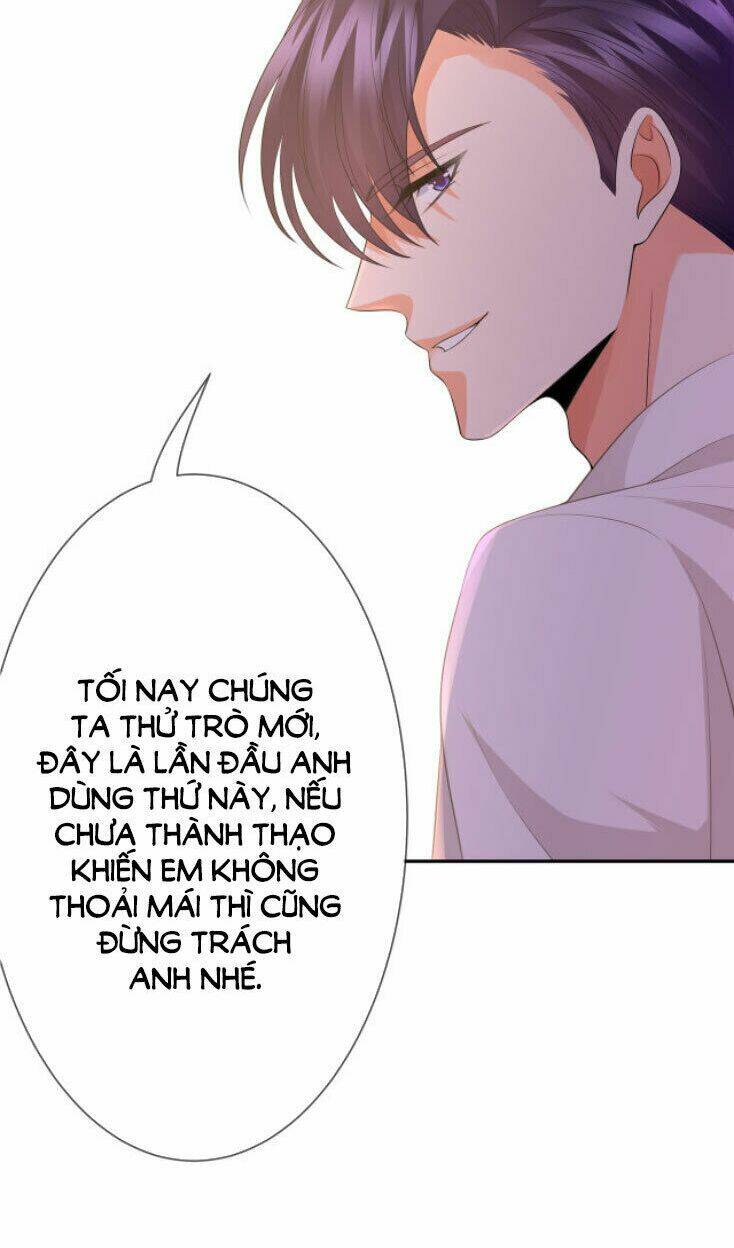 TỐI NAY CHÚNG
TA THỬ TRÒ MỚI,
ĐÂY LÀ LẦN ĐẦU ANH
DÙNG THỨ NÀY, NẾU
CHƯA THÀNH THẠO
KHIẾN EM KHÔNG
THOẢI MÁI THÌ CŨNG
ĐỪNG TRÁCH
ANH NHÉ.